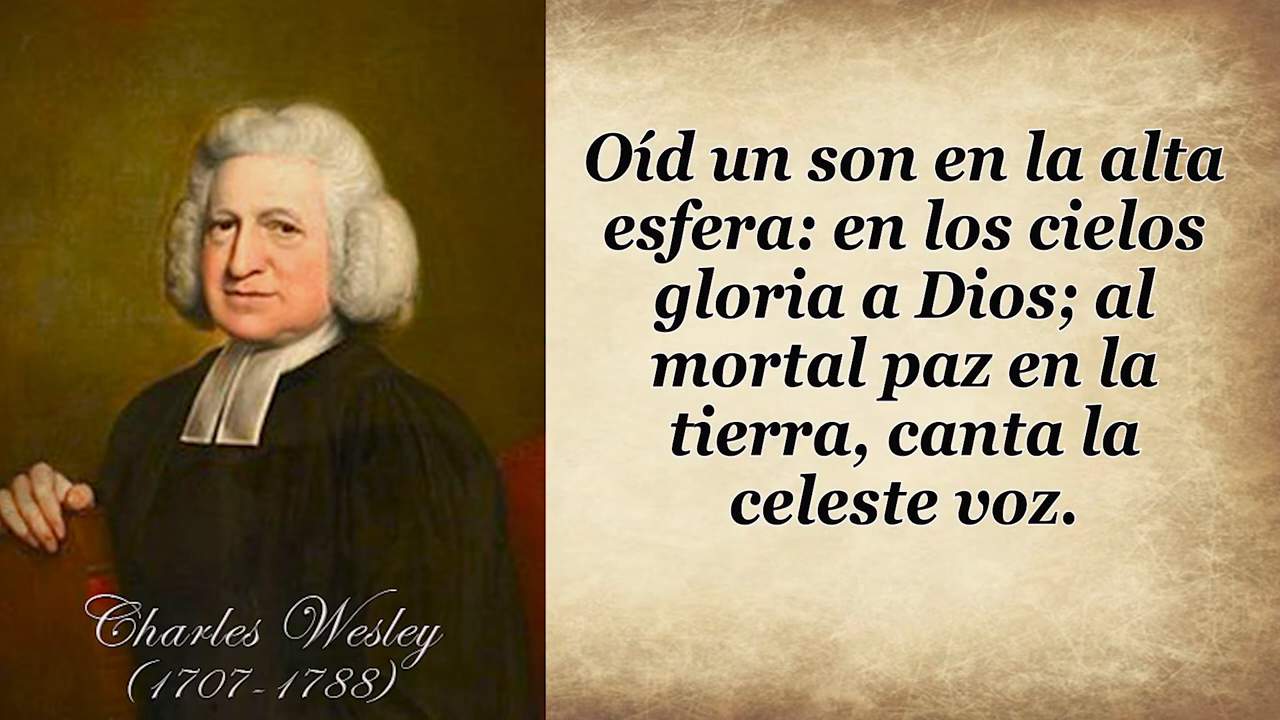 Oíd un son en la alta
esfera: en los cielos
gloria a Dios; al
mortal paz en la
tierra, canta la
celeste voz.
Charles Wesley
(1707-1788)